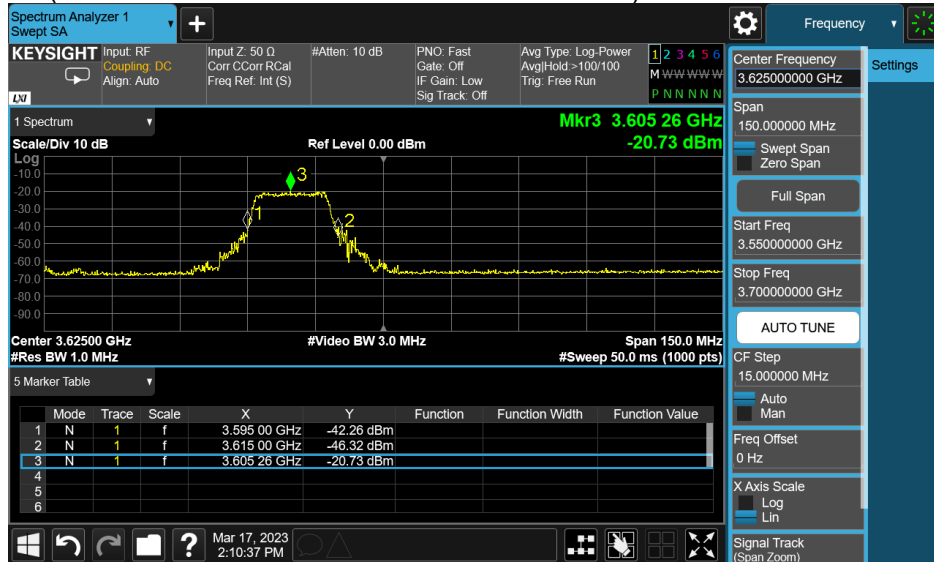 Spectrum Analyzer 1
Swept SA
+
Frequency
KEYSIGHT
LXI
Input: RF
Coupling: DC
Align: Auto
Input Z: 50 Ω
Corr CCorr RCal
Freq Ref: Int (S)
#Atten: 10 dB
PNO: Fast
Gate: Off
IF Gain: Low
Sig Track: Off
Avg Type: Log-Power
Avg|Hold:>100/100
Trig: Free Run
1 2 3 4 5 6
M W W W W W
P N N N N N
1 Spectrum
Scale/Div 10 dB
Ref Level 0.00 dBm
Mkr3 3.605 26 GHz
-20.73 dBm
Log
-10.0
-20.0
-30.0
-40.0
-50.0
-60.0
-70.0
-80.0
-90.0
3
1
2
Center 3.62500 GHz
#Video BW 3.0 MHz
Span 150.0 MHz
#Res BW 1.0 MHz
#Sweep 50.0 ms (1000 pts)
5 Marker Table
Mode Trace Scale X Y Function Function Width Function Value
1 N 1 f 3.595 00 GHz -42.26 dBm
2 N 1 f 3.615 00 GHz -46.32 dBm
3 N 1 f 3.605 26 GHz -20.73 dBm
4
5
6
?
Mar 17, 2023
2:10:37 PM
Center Frequency
3.625000000 GHz
Settings
Span
150.000000 MHz
Swept Span
Zero Span
Full Span
Start Freq
3.550000000 GHz
Stop Freq
3.700000000 GHz
AUTO TUNE
CF Step
15.000000 MHz
Auto
Man
Freq Offset
0 Hz
X Axis Scale
Log
Lin
Signal Track
(Span Zoom)